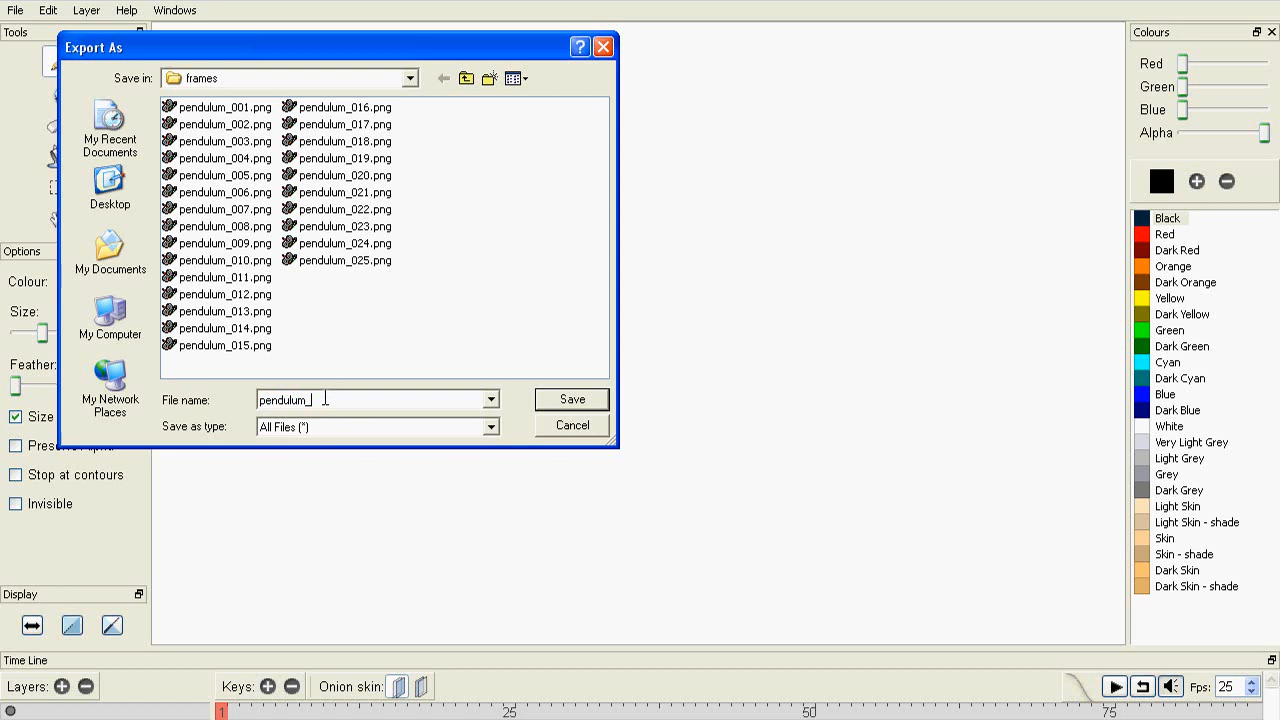 File Edit Layer Help Windows
Tools
Export As
Save in: frames
My Recent Documents
Desktop
My Documents
My Computer
My Network Places
pendulum_001.png
pendulum_002.png
pendulum_003.png
pendulum_004.png
pendulum_005.png
pendulum_006.png
pendulum_007.png
pendulum_008.png
pendulum_009.png
pendulum_010.png
pendulum_011.png
pendulum_012.png
pendulum_013.png
pendulum_014.png
pendulum_015.png
pendulum_016.png
pendulum_017.png
pendulum_018.png
pendulum_019.png
pendulum_020.png
pendulum_021.png
pendulum_022.png
pendulum_023.png
pendulum_024.png
pendulum_025.png
File name: pendulum_ Save
Save as type: All Files (*) Cancel
Options
Colour:
Size:
Feather:
Size
Stop at contours
Invisible
Display
Colours
Red
Green
Blue
Alpha
Black
Red
Dark Red
Orange
Dark Orange
Yellow
Dark Yellow
Green
Dark Green
Cyan
Dark Cyan
Blue
Dark Blue
White
Very Light Grey
Light Grey
Grey
Dark Grey
Light Skin
Light Skin - shade
Skin
Skin - shade
Dark Skin
Dark Skin - shade
Time Line
Layers: Keys: Onion skin: Fps: 25
1 25 50 75